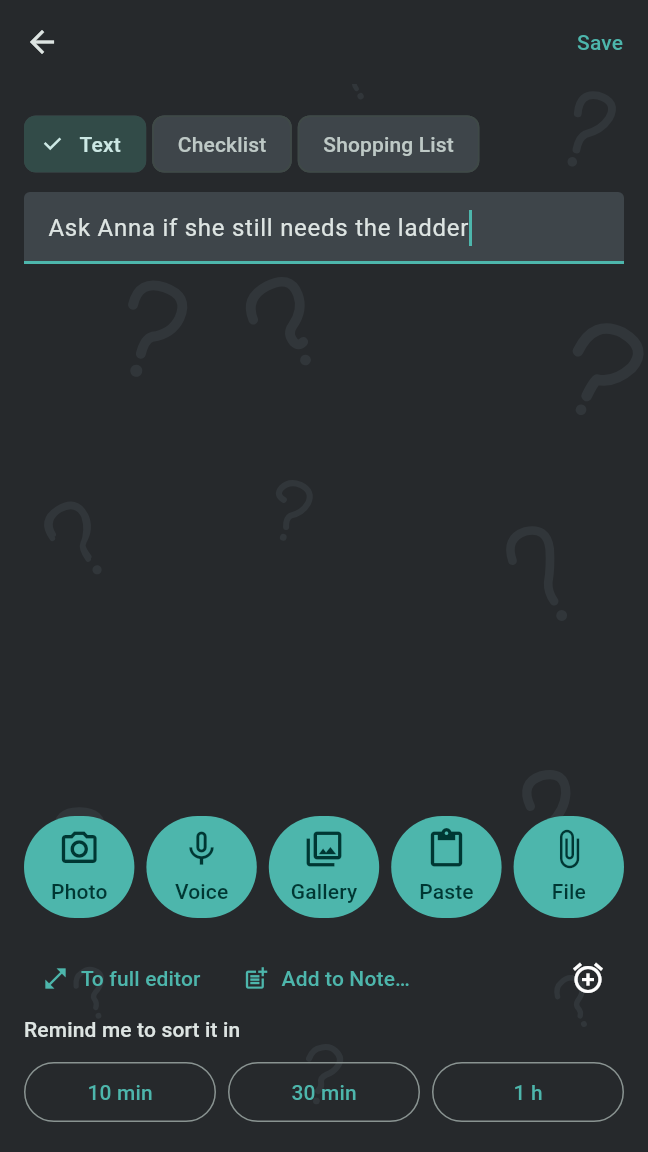 Save
Text
Checklist
Shopping List
Ask Anna if she still needs the ladder
Photo
Voice
Gallery
Paste
File
To full editor
Add to Note…
Remind me to sort it in
10 min
30 min
1 h